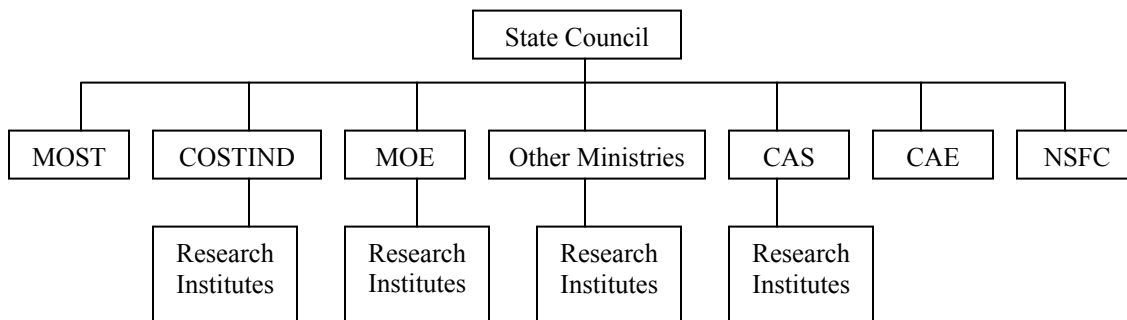 State Council
MOST
COSTIND
MOE
Other Ministries
CAS
CAE
NSFC
Research
Institutes
Research
Institutes
Research
Institutes
Research
Institutes